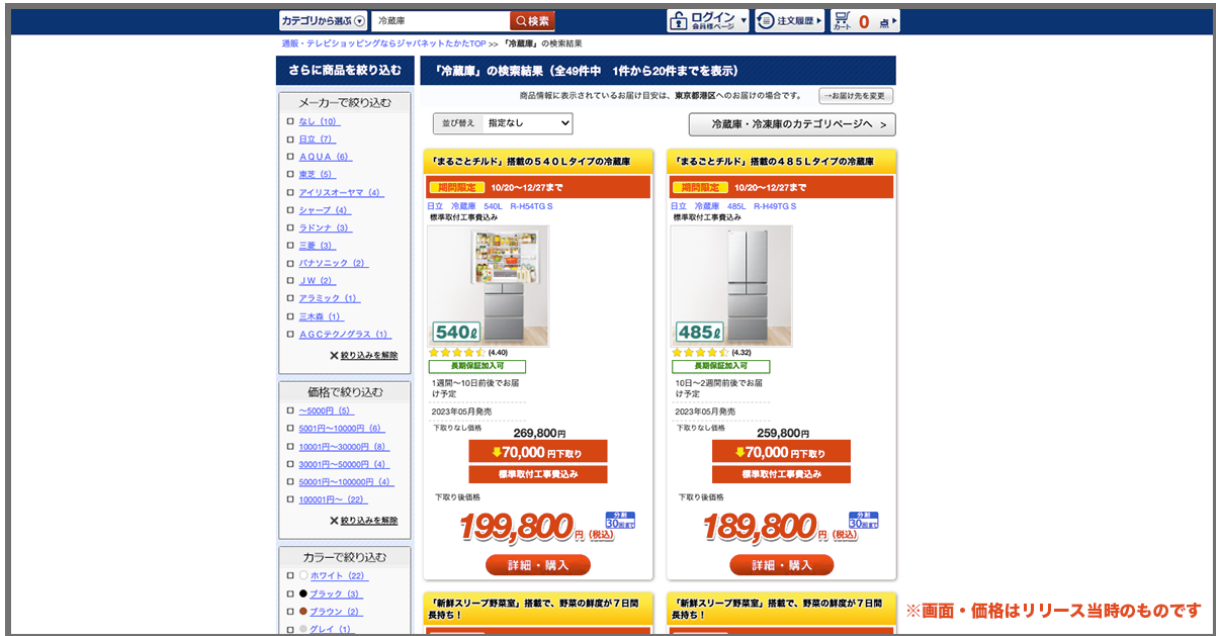 カテゴリから選ぶ
冷蔵庫
検索
ログイン
会員様ページ
注文履歴
カート
0
点
通販・テレビショッピングならジャパネットたかたTOP >> 「冷蔵庫」の検索結果
さらに商品を絞り込む
メーカーで絞り込む
なし (10)
日立 (7)
AQUA (6)
東芝 (5)
アイリスオーヤマ (4)
シャープ (4)
ラドンナ (3)
三菱 (3)
パナソニック (2)
JW (2)
アラミック (1)
三木森 (1)
AGCテクノグラス (1)
×絞り込みを解除
価格で絞り込む
～5000円 (5)
5001円～10000円 (6)
10001円～30000円 (8)
30001円～50000円 (4)
50001円～100000円 (4)
100001円～ (22)
×絞り込みを解除
カラーで絞り込む
ホワイト (22)
ブラック (3)
ブラウン (2)
グレイ (1)
「冷蔵庫」の検索結果（全49件中 1件から20件までを表示）
商品情報に表示されているお届け目安は、東京都港区へのお届けの場合です。
→お届け先を変更
並び替え
指定なし
冷蔵庫・冷凍庫のカテゴリページへ ＞
「まるごとチルド」搭載の５４０Ｌタイプの冷蔵庫
期間限定 10/20～12/27まで
日立 冷蔵庫 540L R-H54TG S
標準取付工事費込み
540ℓ
(4.40)
長期保証加入可
1週間～10日前後でお届
け予定
2023年05月発売
下取りなし価格
269,800円
70,000円下取り
標準取付工事費込み
下取り後価格
199,800円（税込）
分割
30回まで
詳細・購入
「まるごとチルド」搭載の４８５Ｌタイプの冷蔵庫
期間限定 10/20～12/27まで
日立 冷蔵庫 485L R-H49TG S
標準取付工事費込み
485ℓ
(4.32)
長期保証加入可
10日～2週間前後でお届
け予定
2023年05月発売
下取りなし価格
259,800円
70,000円下取り
標準取付工事費込み
下取り後価格
189,800円（税込）
分割
30回まで
詳細・購入
「新鮮スリープ野菜室」搭載で、野菜の鮮度が７日間
長持ち！
「新鮮スリープ野菜室」搭載で、野菜の鮮度が７日間
長持ち！
※画面・価格はリリース当時のものです